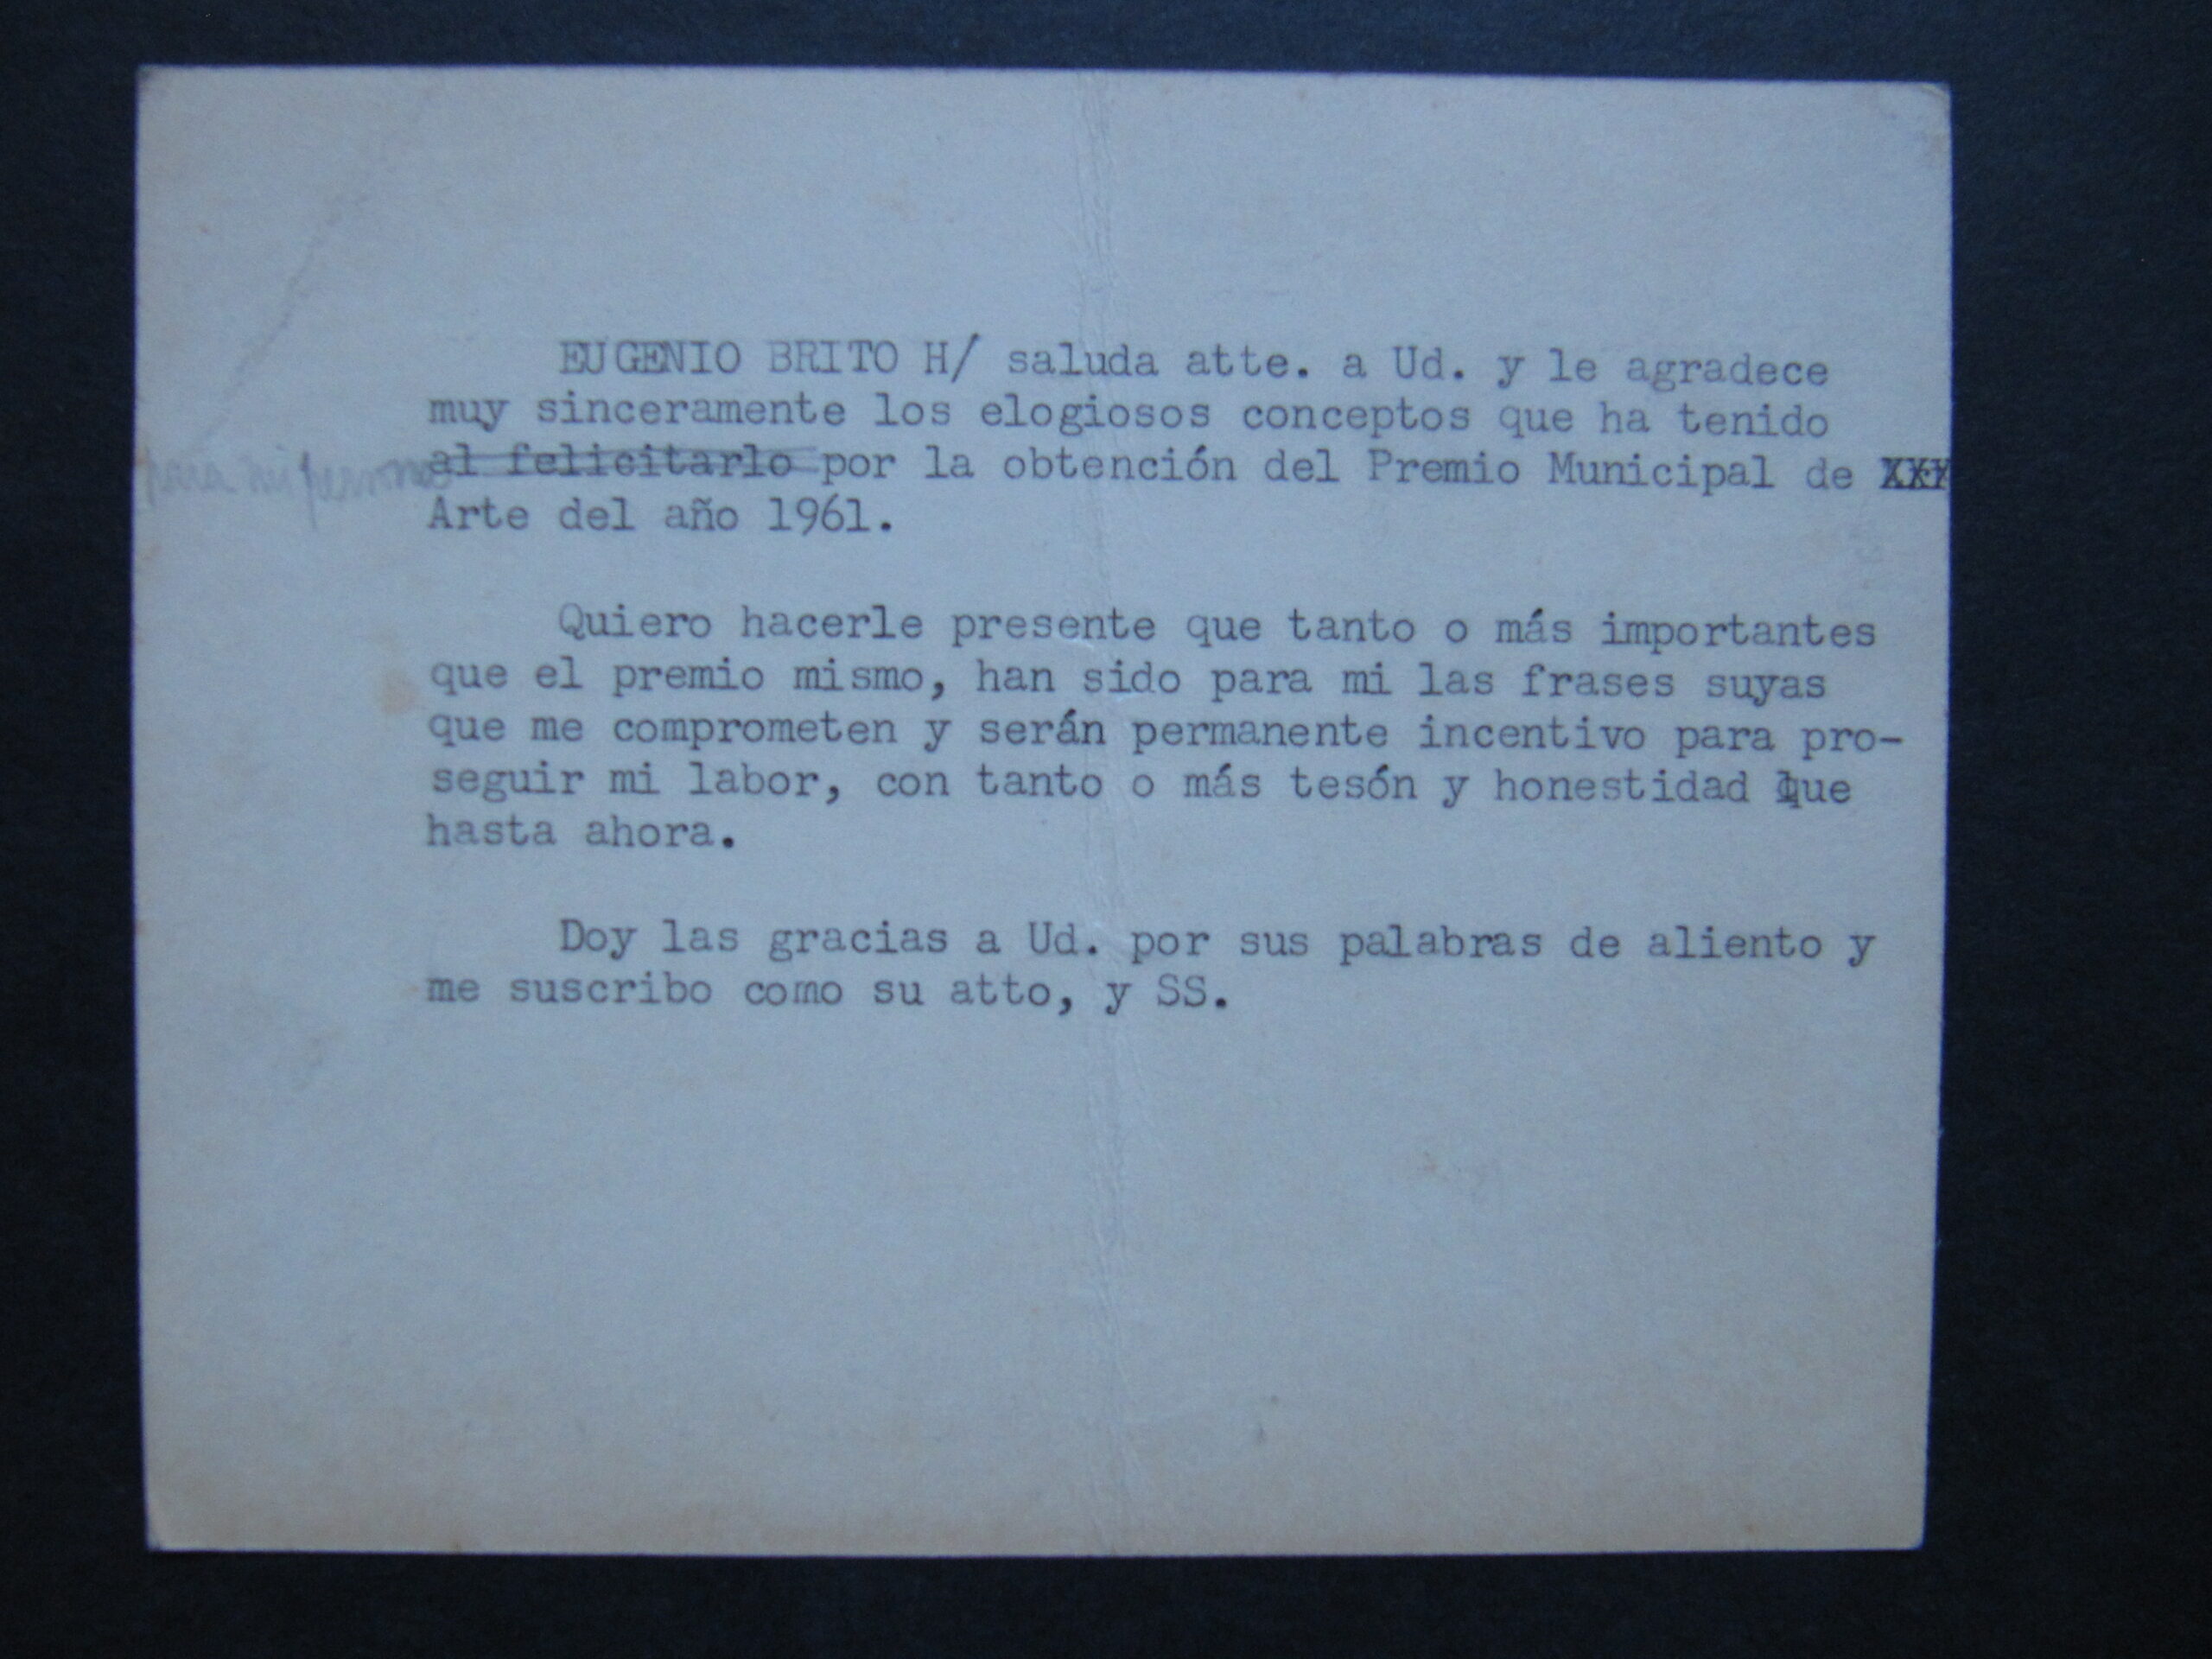 EUGENIO BRITO H/ saluda atte. a Ud. y le agradece
muy sinceramente los elogiosos conceptos que ha tenido
para mi persona al felicitarlo por la obtención del Premio Municipal de XXX
Arte del año 1961.
Quiero hacerle presente que tanto o más importantes
que el premio mismo, han sido para mi las frases suyas
que me comprometen y serán permanente incentivo para pro-
seguir mi labor, con tanto o más tesón y honestidad que
hasta ahora.
Doy las gracias a Ud. por sus palabras de aliento y
me suscribo como su atto, y SS.